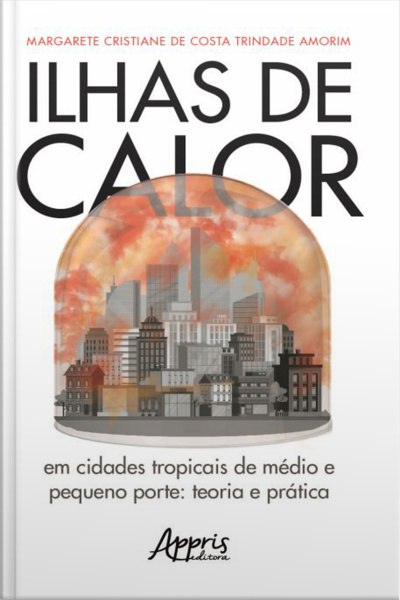 MARGARETE CRISTIANE DE COSTA TRINDADE AMORIM
ILHAS DE
CALOR
em cidades tropicais de médio e
pequeno porte: teoria e prática
Appris
editora